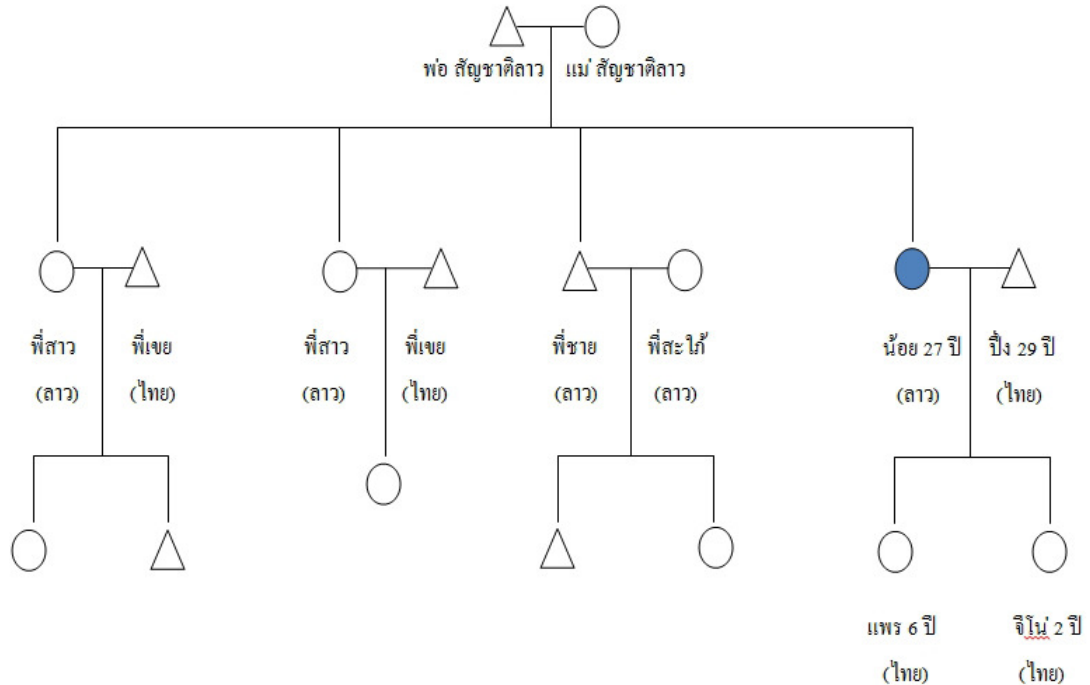 พ่อ สัญชาติลาว แม่ สัญชาติลาว
พี่สาว พี่เขย พี่สาว พี่เขย พี่ชาย พี่สะใภ้ น้อย 27 ปี ปิ๋ง 29 ปี
(ลาว) (ไทย) (ลาว) (ไทย) (ลาว) (ลาว) (ลาว) (ไทย)
แพร 6 ปี จิโน่ 2 ปี
(ไทย) (ไทย)